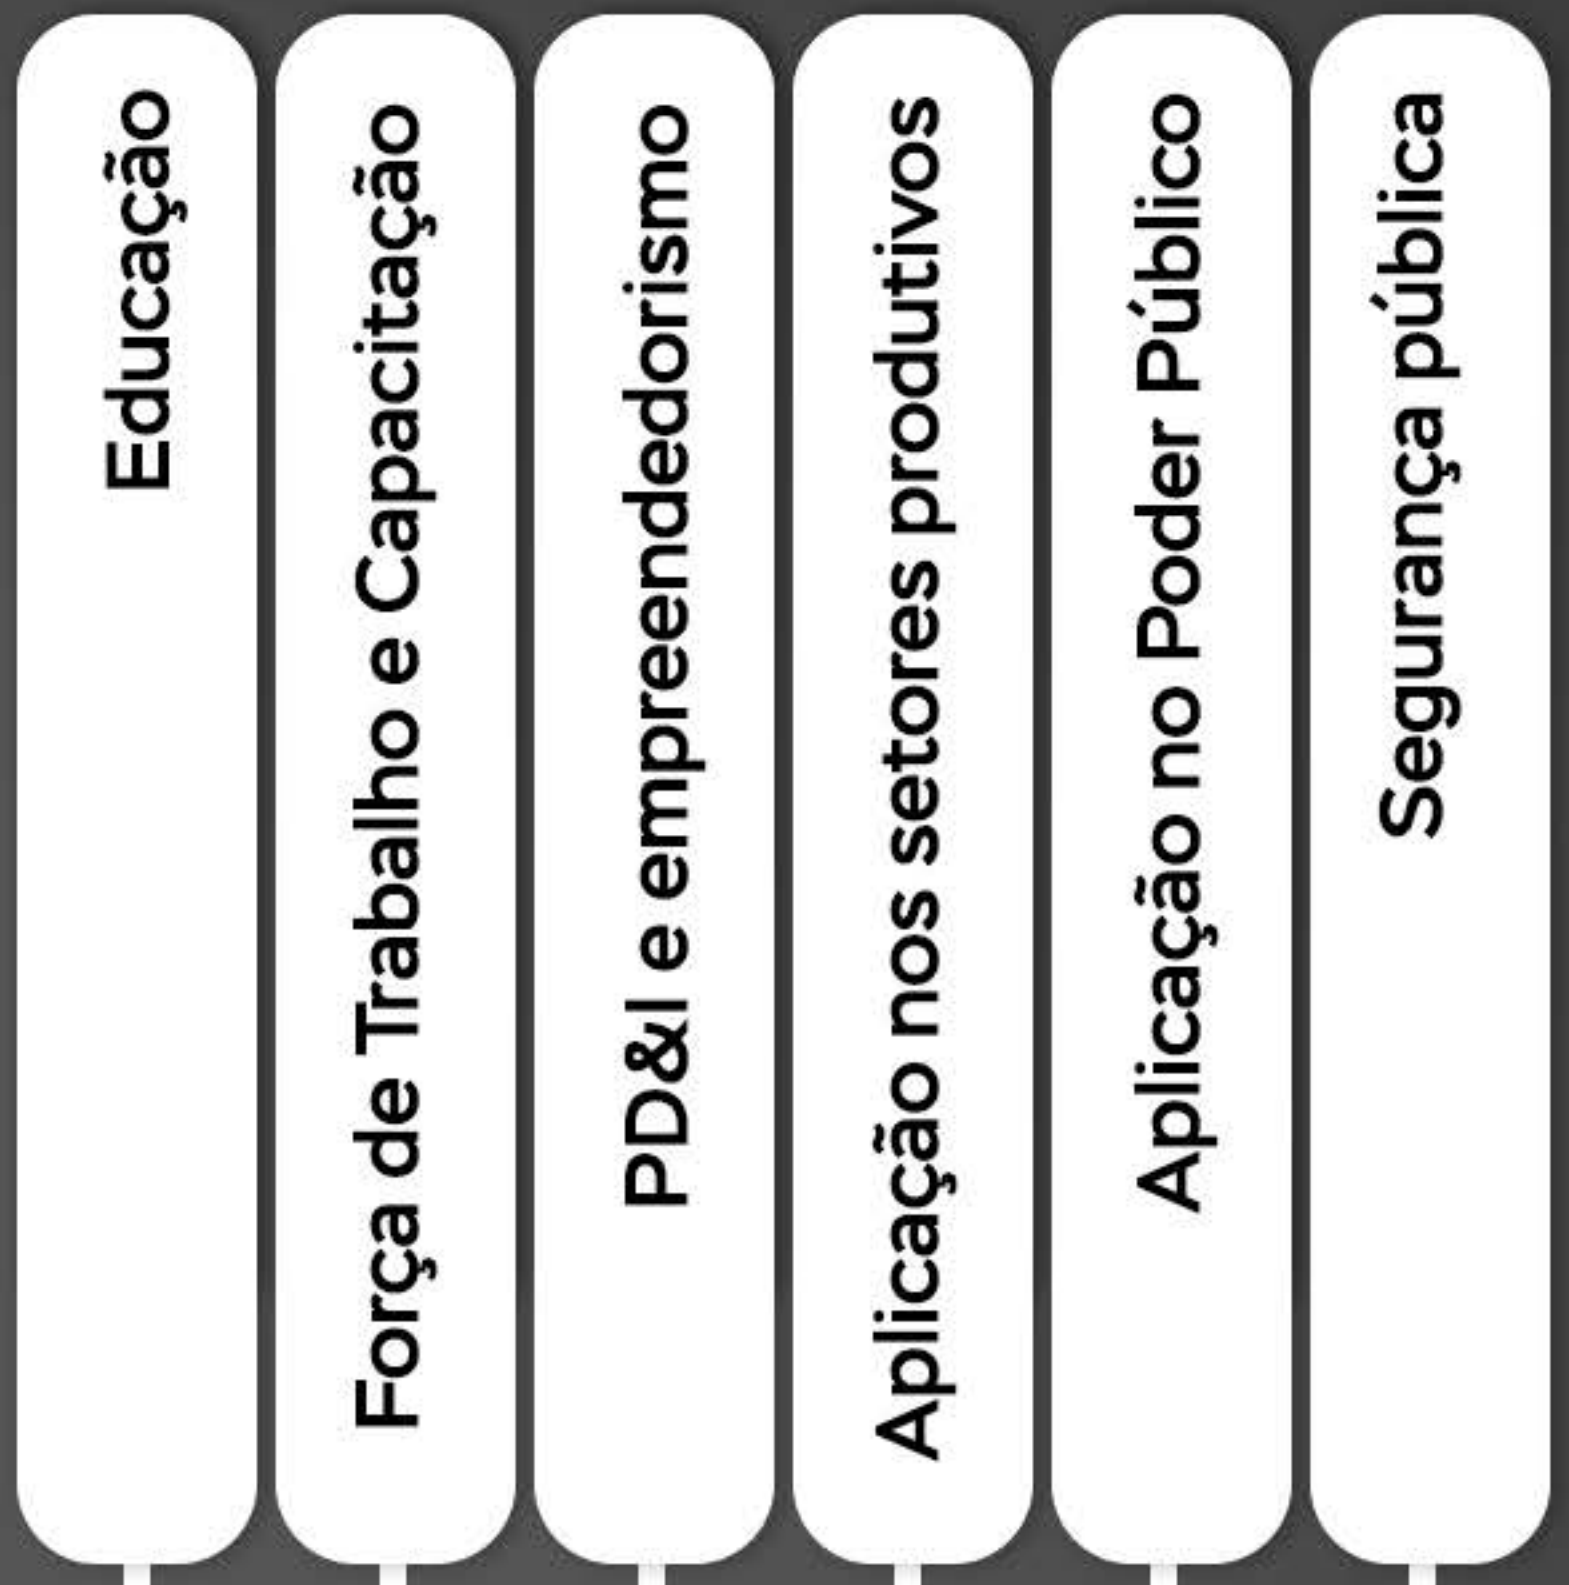 Educação
Força de Trabalho e Capacitação
PD&I e empreendedorismo
Aplicação nos setores produtivos
Aplicação no Poder Público
Segurança pública